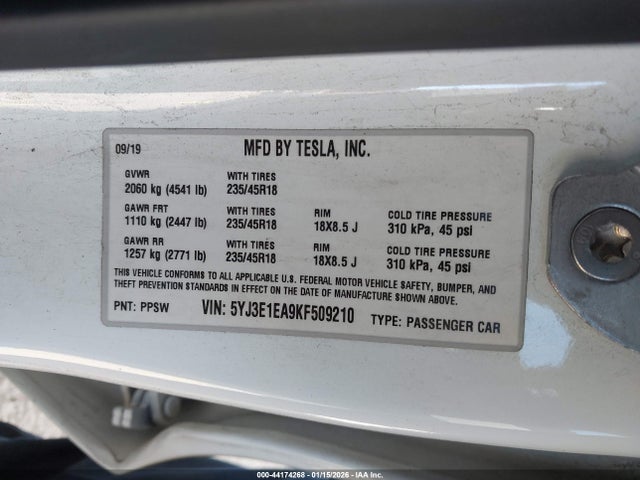 09/19 MFD BY TESLA, INC.
GVWR WITH TIRES
2060 kg (4541 lb) 235/45R18
GAWR FRT WITH TIRES RIM COLD TIRE PRESSURE
1110 kg (2447 lb) 235/45R18 18X8.5 J 310 kPa, 45 psi
GAWR RR WITH TIRES RIM COLD TIRE PRESSURE
1257 kg (2771 lb) 235/45R18 18X8.5 J 310 kPa, 45 psi
THIS VEHICLE CONFORMS TO ALL APPLICABLE U.S. FEDERAL MOTOR VEHICLE SAFETY, BUMPER, AND
THEFT PREVENTION STANDARDS IN EFFECT ON THE DATE OF MANUFACTURE SHOWN ABOVE.
PNT: PPSW VIN: 5YJ3E1EA9KF509210 TYPE: PASSENGER CAR
000-44174268 - 01/15/2026 - IAA Inc.